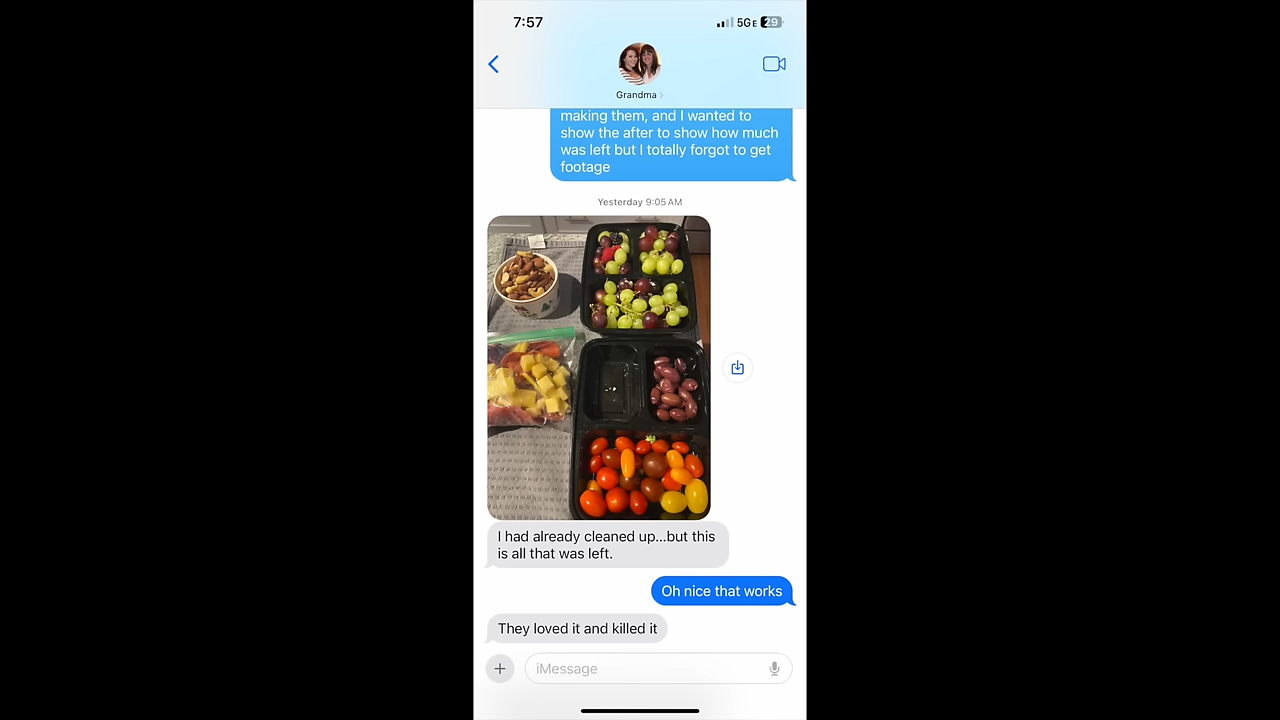 7:57
5GE 29
Grandma
making them, and I wanted to
show the after to show how much
was left but I totally forgot to get
footage
Yesterday 9:05 AM
I had already cleaned up...but this
is all that was left.
Oh nice that works
They loved it and killed it
iMessage